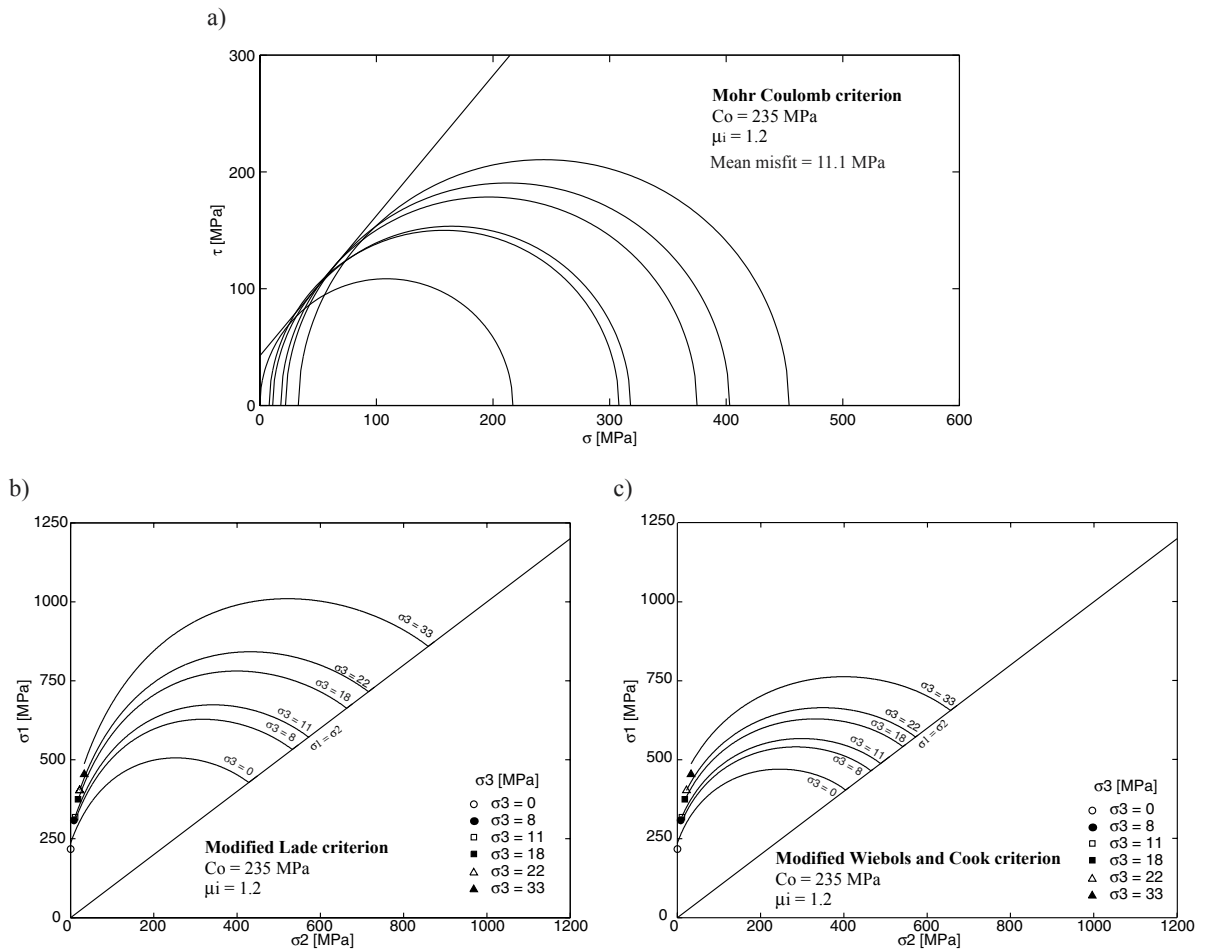 a)
300
200
100
0
τ [MPa]
Mohr Coulomb criterion
Co = 235 MPa
μi = 1.2
Mean misfit = 11.1 MPa
0 100 200 300 400 500 600
σ [MPa]
b)
1250
1000
750
500
250
0
σ1 [MPa]
σ3 = 33
σ3 = 22
σ3 = 18
σ3 = 11
σ3 = 8
σ3 = 0
σ1 = σ2
σ3 [MPa]
σ3 = 0
σ3 = 8
σ3 = 11
σ3 = 18
σ3 = 22
σ3 = 33
Modified Lade criterion
Co = 235 MPa
μi = 1.2
0 200 400 600 800 1000 1200
σ2 [MPa]
c)
1250
1000
750
500
250
0
σ1 [MPa]
σ3 = 33
σ3 = 22
σ3 = 18
σ3 = 11
σ3 = 8
σ3 = 0
σ1 = σ2
σ3 [MPa]
σ3 = 0
σ3 = 8
σ3 = 11
σ3 = 18
σ3 = 22
σ3 = 33
Modified Wiebols and Cook criterion
Co = 235 MPa
μi = 1.2
0 200 400 600 800 1000 1200
σ2 [MPa]